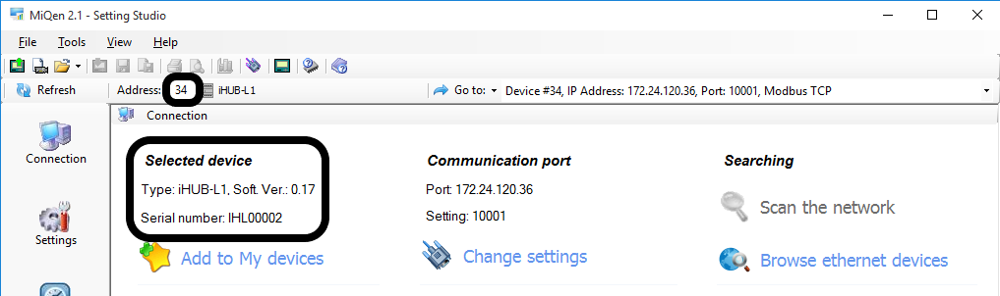 MiQen 2.1 - Setting Studio
File Tools View Help
Refresh Address: 34 iHUB-L1 Go to: Device #34, IP Address: 172.24.120.36, Port: 10001, Modbus TCP
Connection
Connection
Selected device Communication port Searching
Type: iHUB-L1, Soft. Ver.: 0.17 Port: 172.24.120.36 Scan the network
Serial number: IHL00002 Setting: 10001
Settings
Add to My devices Change settings Browse ethernet devices